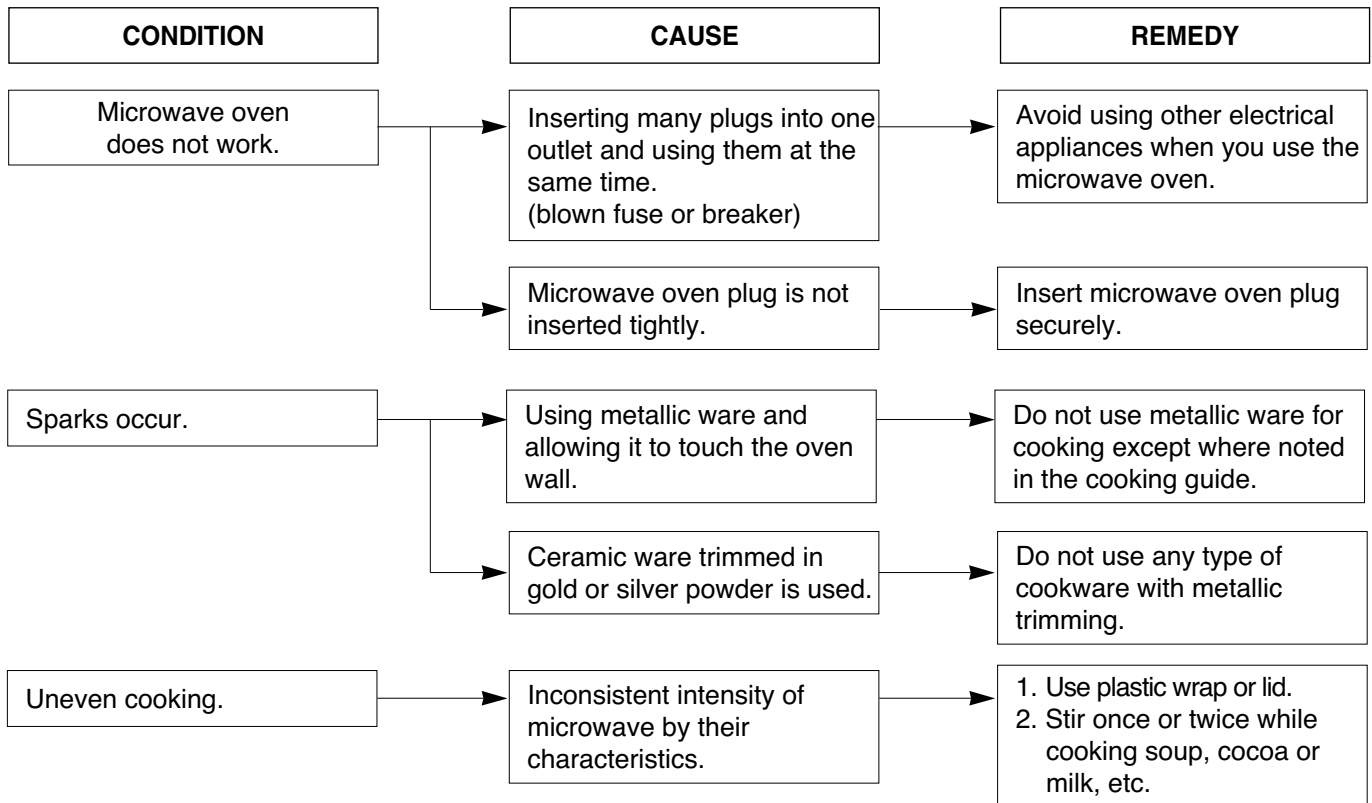 CONDITION
CAUSE
REMEDY
Microwave oven
does not work.
Inserting many plugs into one
outlet and using them at the
same time.
(blown fuse or breaker)
Avoid using other electrical
appliances when you use the
microwave oven.
Microwave oven plug is not
inserted tightly.
Insert microwave oven plug
securely.
Sparks occur.
Using metallic ware and
allowing it to touch the oven
wall.
Do not use metallic ware for
cooking except where noted
in the cooking guide.
Ceramic ware trimmed in
gold or silver powder is used.
Do not use any type of
cookware with metallic
trimming.
Uneven cooking.
Inconsistent intensity of
microwave by their
characteristics.
1. Use plastic wrap or lid.
2. Stir once or twice while
cooking soup, cocoa or
milk, etc.